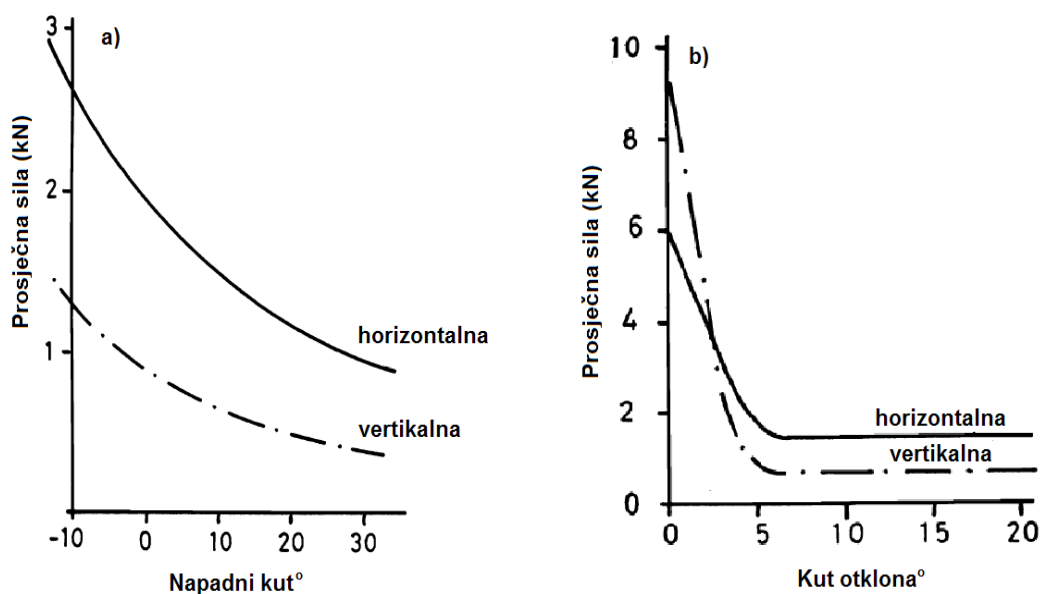 a)
3
2
1
Prosječna sila (kN)
horizontalna
vertikalna
-10 0 10 20 30
Napadni kut°
b)
10
8
6
4
2
0
Prosječna sila (kN)
horizontalna
vertikalna
0 5 10 15 20
Kut otklona°